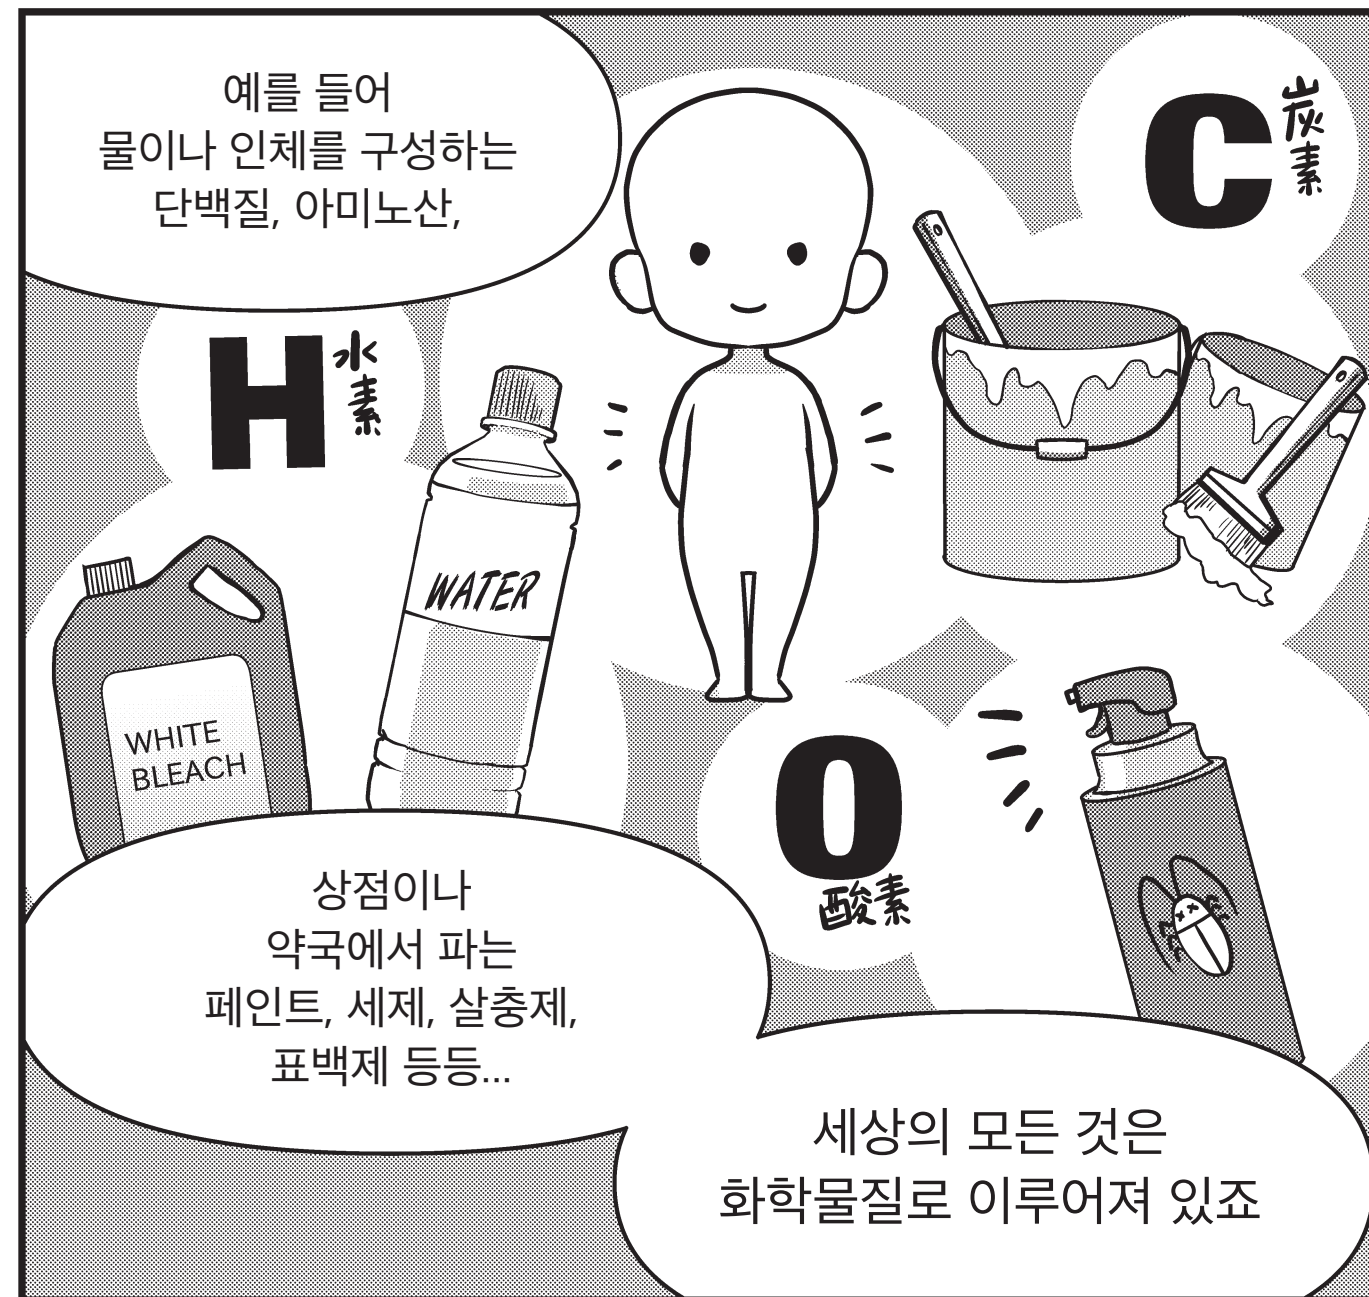 예를 들어
물이나 인체를 구성하는
단백질, 아미노산,
C
炭素
H
水素
WATER
WHITE
BLEACH
O
酸素
상점이나
약국에서 파는
페인트, 세제, 살충제,
표백제 등등...
세상의 모든 것은
화학물질로 이루어져 있죠